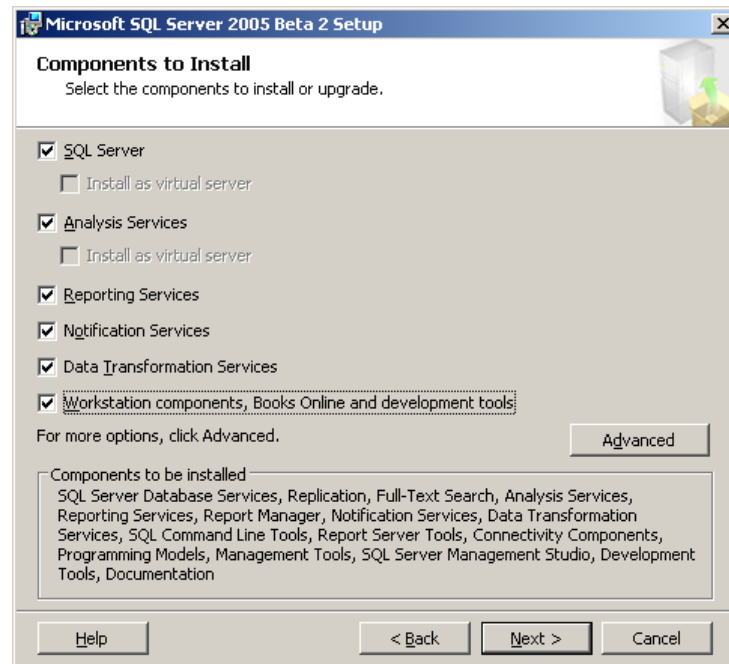 Microsoft SQL Server 2005 Beta 2 Setup
Components to Install
Select the components to install or upgrade.
SQL Server
Install as virtual server
Analysis Services
Install as virtual server
Reporting Services
Notification Services
Data Transformation Services
Workstation components, Books Online and development tools
For more options, click Advanced.
Advanced
Components to be installed
SQL Server Database Services, Replication, Full-Text Search, Analysis Services,
Reporting Services, Report Manager, Notification Services, Data Transformation
Services, SQL Command Line Tools, Report Server Tools, Connectivity Components,
Programming Models, Management Tools, SQL Server Management Studio, Development
Tools, Documentation
Help
< Back
Next >
Cancel